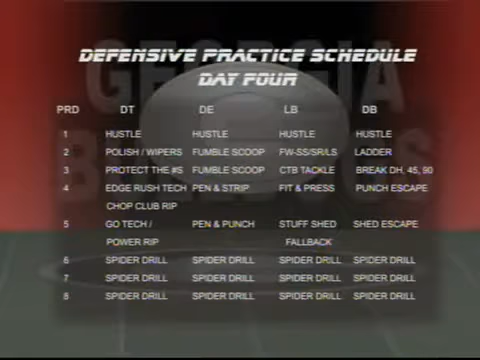 DEFENSIVE PRACTICE SCHEDULE
DAY FOUR
GEORGIA
PRD DT DE LB DB
1 HUSTLE HUSTLE HUSTLE HUSTLE
2 POLISH / WIPERS FUMBLE SCOOP FW-SS/SR/LS LADDER
3 PROTECT THE #S FUMBLE SCOOP CTB TACKLE BREAK DH, 45, 90
4 EDGE RUSH TECH PEN & STRIP FIT & PRESS PUNCH ESCAPE
CHOP CLUB RIP
5 GO TECH / PEN & PUNCH STUFF SHED SHED ESCAPE
POWER RIP FALLBACK
6 SPIDER DRILL SPIDER DRILL SPIDER DRILL SPIDER DRILL
7 SPIDER DRILL SPIDER DRILL SPIDER DRILL SPIDER DRILL
8 SPIDER DRILL SPIDER DRILL SPIDER DRILL SPIDER DRILL